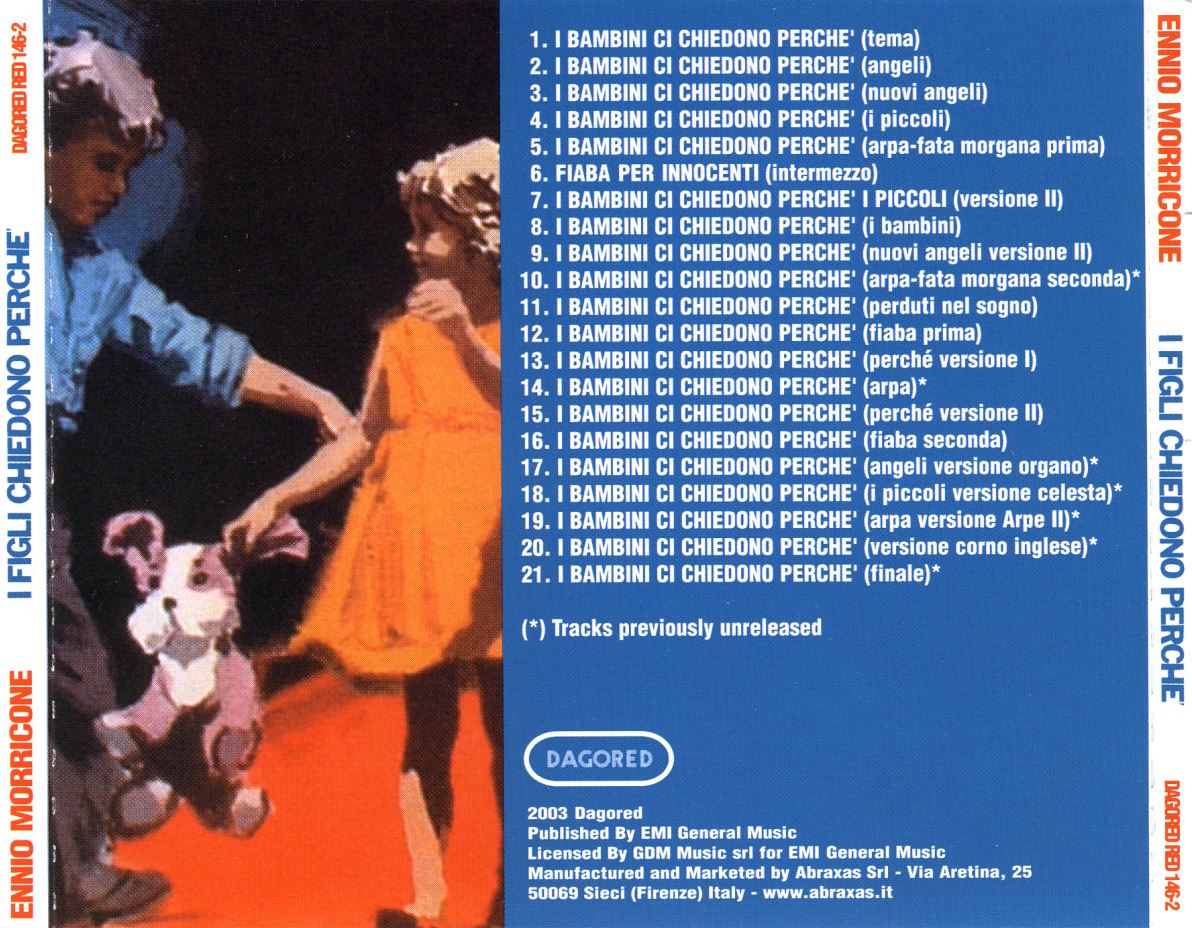 DAGORED RED 146-2
I FIGLI CHIEDONO PERCHE'
ENNIO MORRICONE
1. I BAMBINI CI CHIEDONO PERCHE' (tema)
2. I BAMBINI CI CHIEDONO PERCHE' (angeli)
3. I BAMBINI CI CHIEDONO PERCHE' (nuovi angeli)
4. I BAMBINI CI CHIEDONO PERCHE' (i piccoli)
5. I BAMBINI CI CHIEDONO PERCHE' (arpa-fata morgana prima)
6. FIABA PER INNOCENTI (intermezzo)
7. I BAMBINI CI CHIEDONO PERCHE' I PICCOLI (versione II)
8. I BAMBINI CI CHIEDONO PERCHE' (i bambini)
9. I BAMBINI CI CHIEDONO PERCHE' (nuovi angeli versione II)
10. I BAMBINI CI CHIEDONO PERCHE' (arpa-fata morgana seconda)*
11. I BAMBINI CI CHIEDONO PERCHE' (perduti nel sogno)
12. I BAMBINI CI CHIEDONO PERCHE' (fiaba prima)
13. I BAMBINI CI CHIEDONO PERCHE' (perché versione I)
14. I BAMBINI CI CHIEDONO PERCHE' (arpa)*
15. I BAMBINI CI CHIEDONO PERCHE' (perché versione II)
16. I BAMBINI CI CHIEDONO PERCHE' (fiaba seconda)
17. I BAMBINI CI CHIEDONO PERCHE' (angeli versione organo)*
18. I BAMBINI CI CHIEDONO PERCHE' (i piccoli versione celesta)*
19. I BAMBINI CI CHIEDONO PERCHE' (arpa versione Arpe II)*
20. I BAMBINI CI CHIEDONO PERCHE' (versione corno inglese)*
21. I BAMBINI CI CHIEDONO PERCHE' (finale)*
(*) Tracks previously unreleased
DAGORED
2003 Dagored
Published By EMI General Music
Licensed By GDM Music srl for EMI General Music
Manufactured and Marketed by Abraxas Srl - Via Aretina, 25
50069 Sieci (Firenze) Italy - www.abraxas.it
ENNIO MORRICONE
I FIGLI CHIEDONO PERCHE'
DAGORED RED 146-2